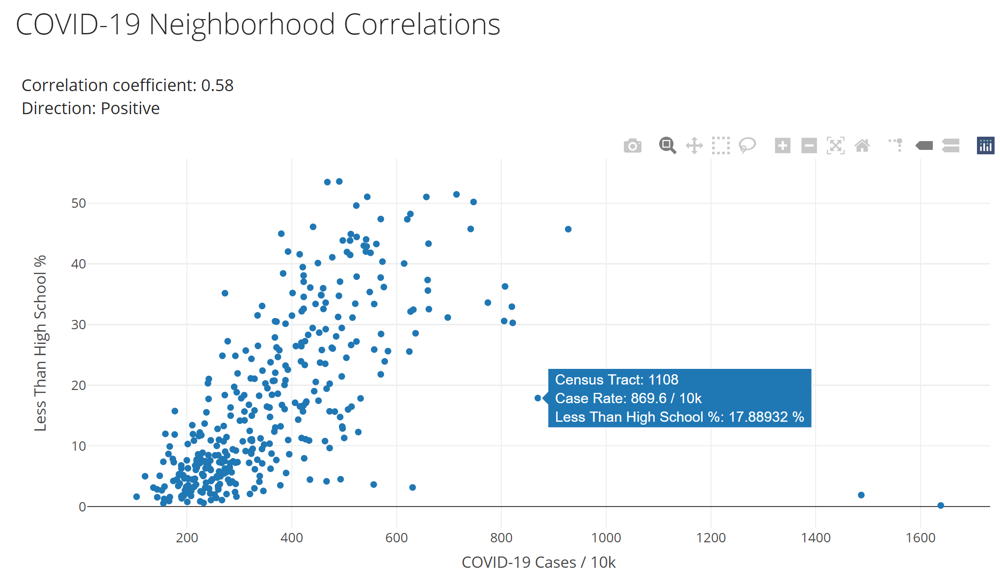 COVID-19 Neighborhood Correlations
Correlation coefficient: 0.58
Direction: Positive
50
40
30
20
10
0
Less Than High School %
Census Tract: 1108
Case Rate: 869.6 / 10k
Less Than High School %: 17.88932 %
200 400 600 800 1000 1200 1400 1600
COVID-19 Cases / 10k